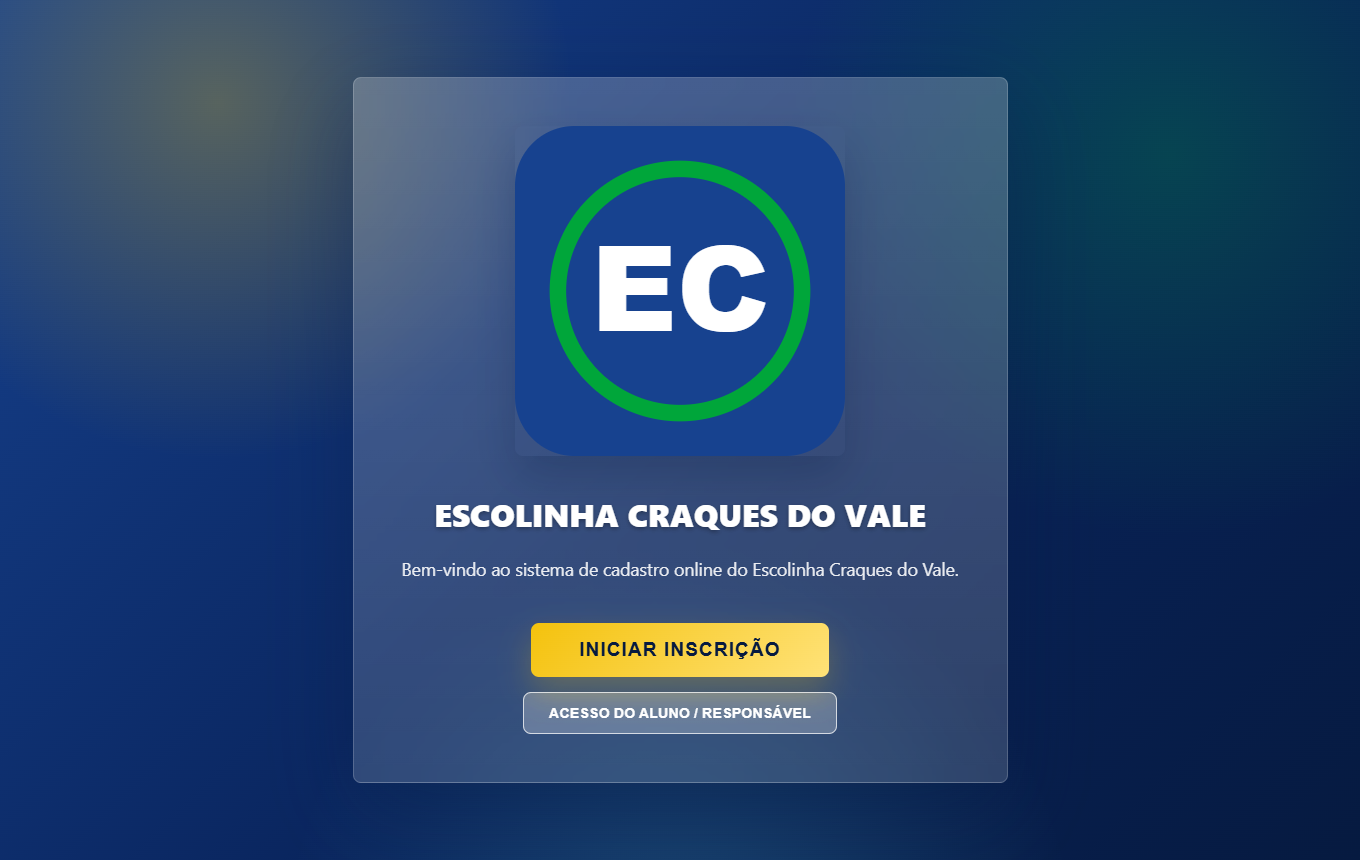 EC
ESCOLINHA CRAQUES DO VALE
Bem-vindo ao sistema de cadastro online do Escolinha Craques do Vale.
INICIAR INSCRIÇÃO
ACESSO DO ALUNO / RESPONSÁVEL